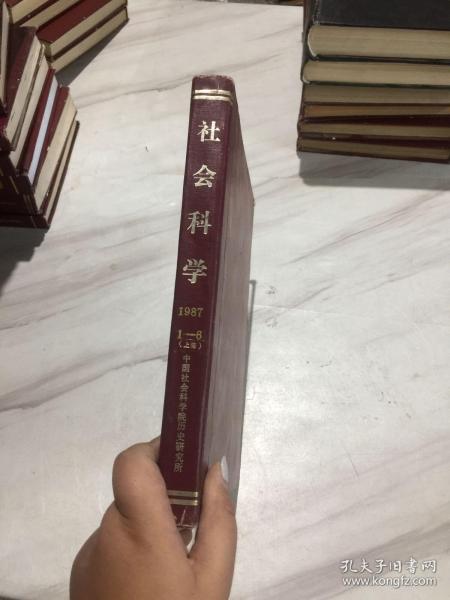 社会科学
1987
1—6
(上海)
中国社会科学院历史研究所
孔夫子旧书网
www.kongfz.com